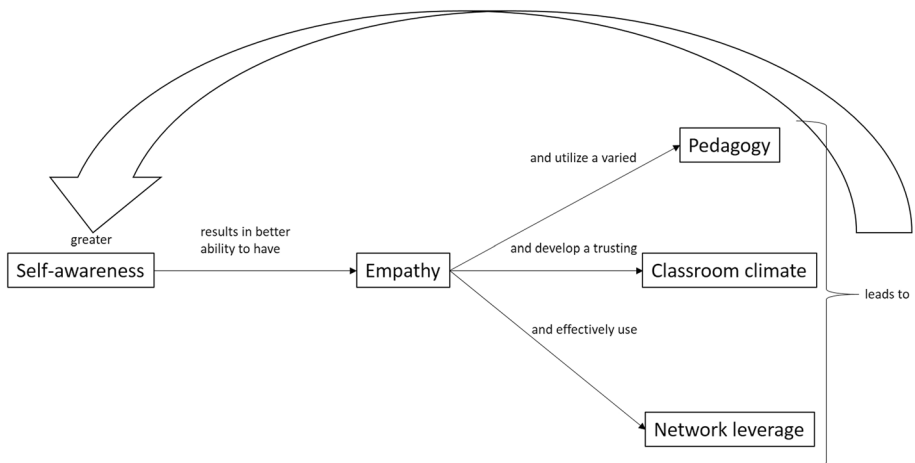 and utilize a varied
Pedagogy
greater
Self-awareness
results in better
ability to have
Empathy
and develop a trusting
Classroom climate
leads to
and effectively use
Network leverage